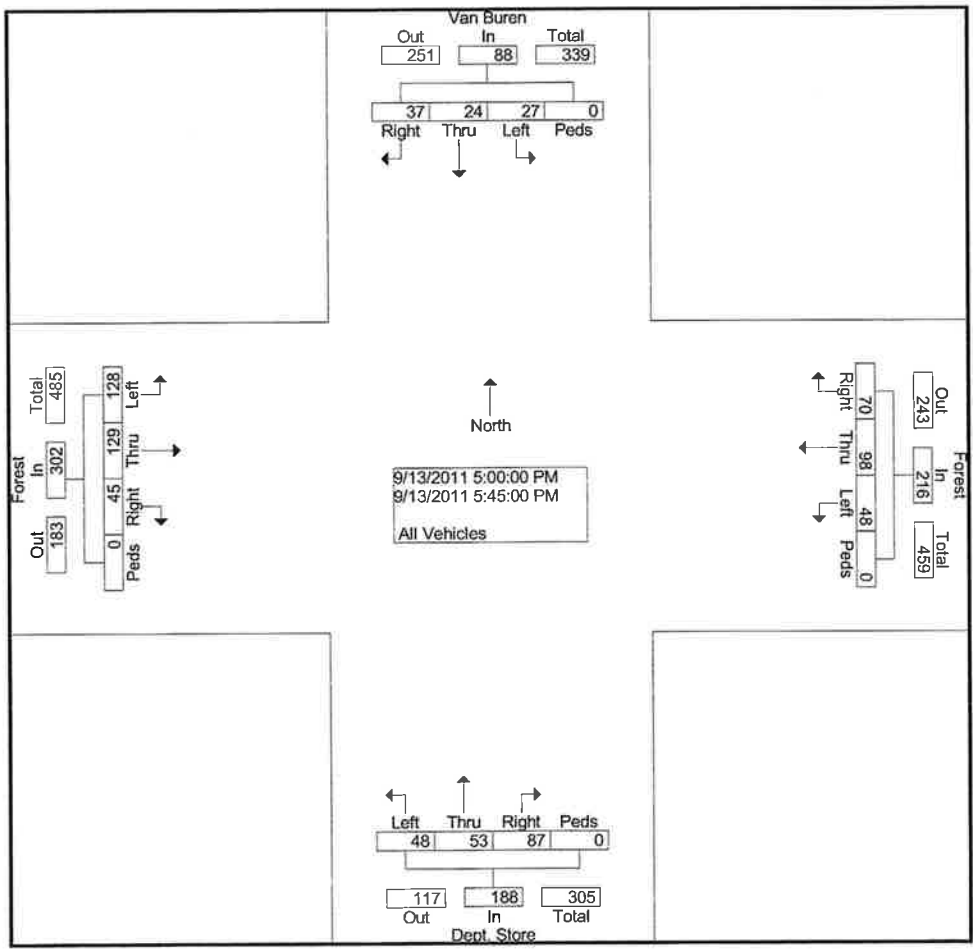 Van Buren
Out In Total
251 88 339
37 24 27 0
Right Thru Left Peds
Forest
Total In Out
485 302 183
128 129 45 0
Left Thru Right Peds
North
9/13/2011 5:00:00 PM
9/13/2011 5:45:00 PM
All Vehicles
Right Thru Left Peds
70 98 48 0
Out In Total
243 216 459
Forest
Left Thru Right Peds
48 53 87 0
117 188 305
Out In Total
Dept. Store